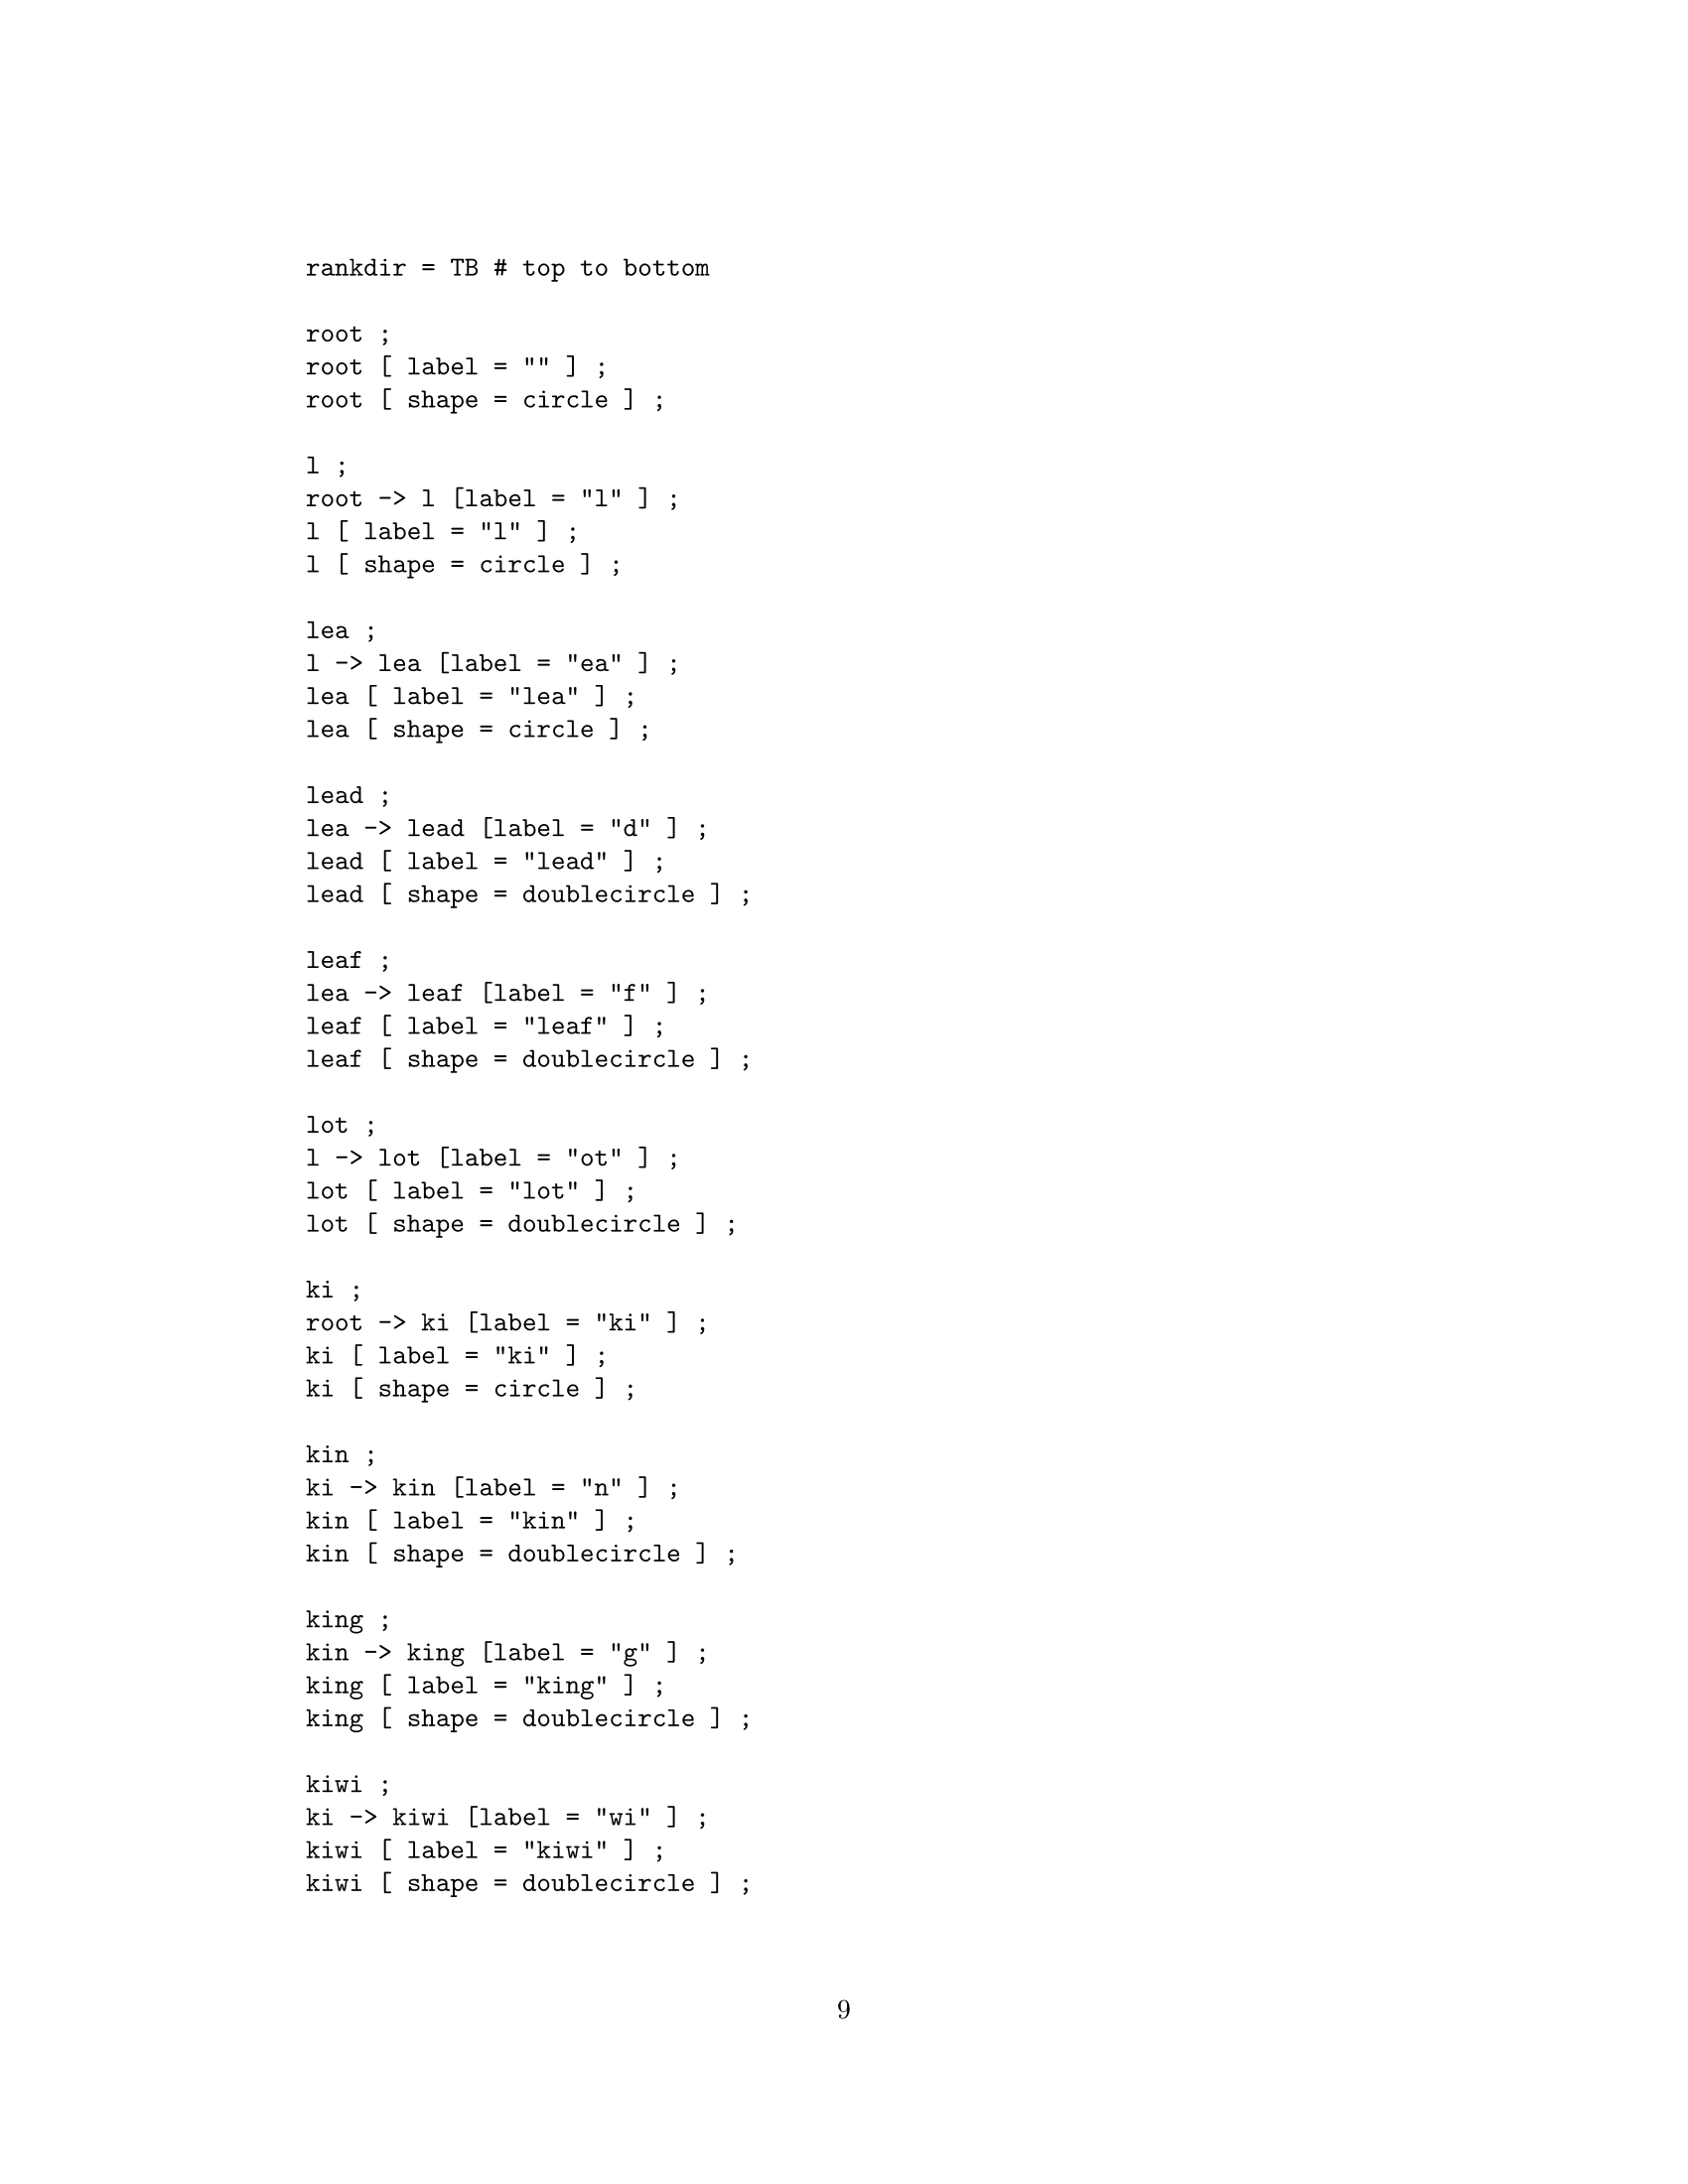 rankdir = TB # top to bottom
root ;
root [ label = "" ] ;
root [ shape = circle ] ;
l ;
root -> l [label = "l" ] ;
l [ label = "l" ] ;
l [ shape = circle ] ;
lea ;
l -> lea [label = "ea" ] ;
lea [ label = "lea" ] ;
lea [ shape = circle ] ;
lead ;
lea -> lead [label = "d" ] ;
lead [ label = "lead" ] ;
lead [ shape = doublecircle ] ;
leaf ;
lea -> leaf [label = "f" ] ;
leaf [ label = "leaf" ] ;
leaf [ shape = doublecircle ] ;
lot ;
l -> lot [label = "ot" ] ;
lot [ label = "lot" ] ;
lot [ shape = doublecircle ] ;
ki ;
root -> ki [label = "ki" ] ;
ki [ label = "ki" ] ;
ki [ shape = circle ] ;
kin ;
ki -> kin [label = "n" ] ;
kin [ label = "kin" ] ;
kin [ shape = doublecircle ] ;
king ;
kin -> king [label = "g" ] ;
king [ label = "king" ] ;
king [ shape = doublecircle ] ;
kiwi ;
ki -> kiwi [label = "wi" ] ;
kiwi [ label = "kiwi" ] ;
kiwi [ shape = doublecircle ] ;
9